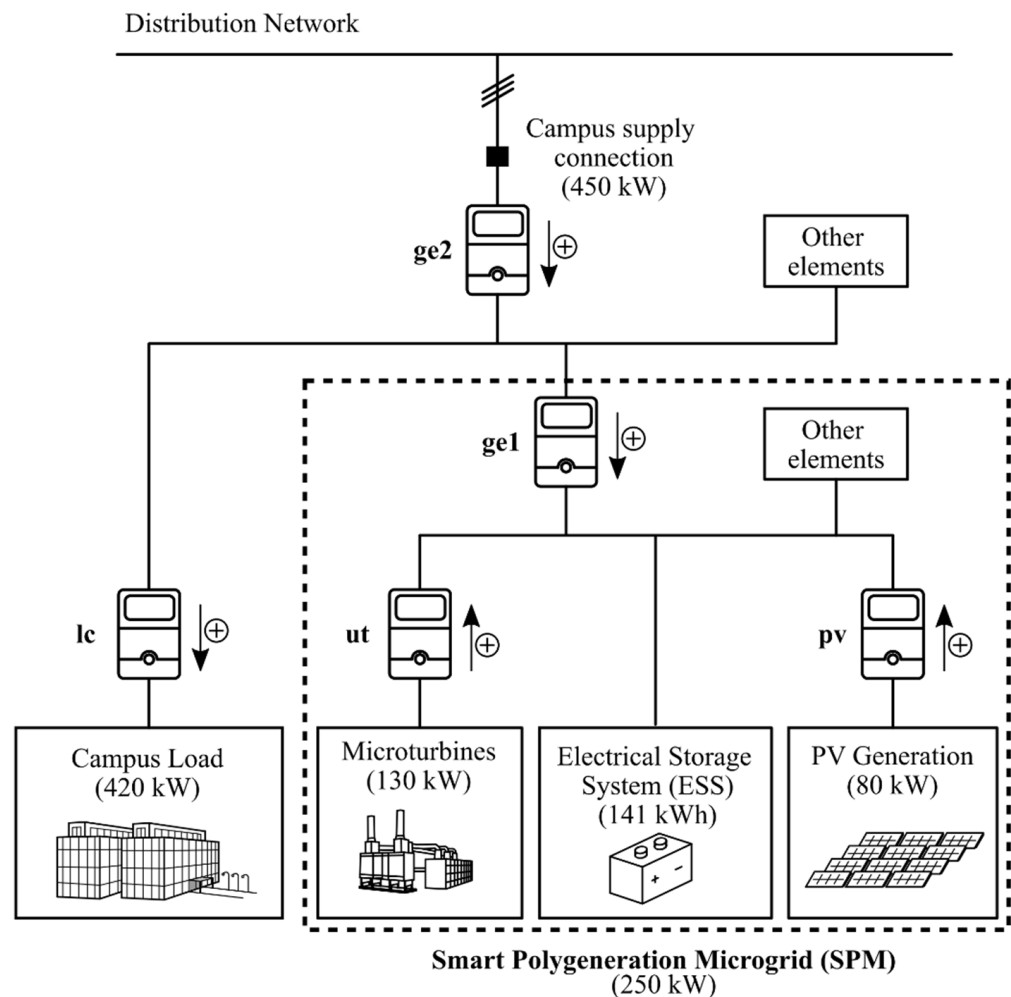 Distribution Network
Campus supply
connection
(450 kW)
ge2
Other
elements
ge1
Other
elements
lc
ut
pv
Campus Load
(420 kW)
Microturbines
(130 kW)
Electrical Storage
System (ESS)
(141 kWh)
+ -
PV Generation
(80 kW)
Smart Polygeneration Microgrid (SPM)
(250 kW)